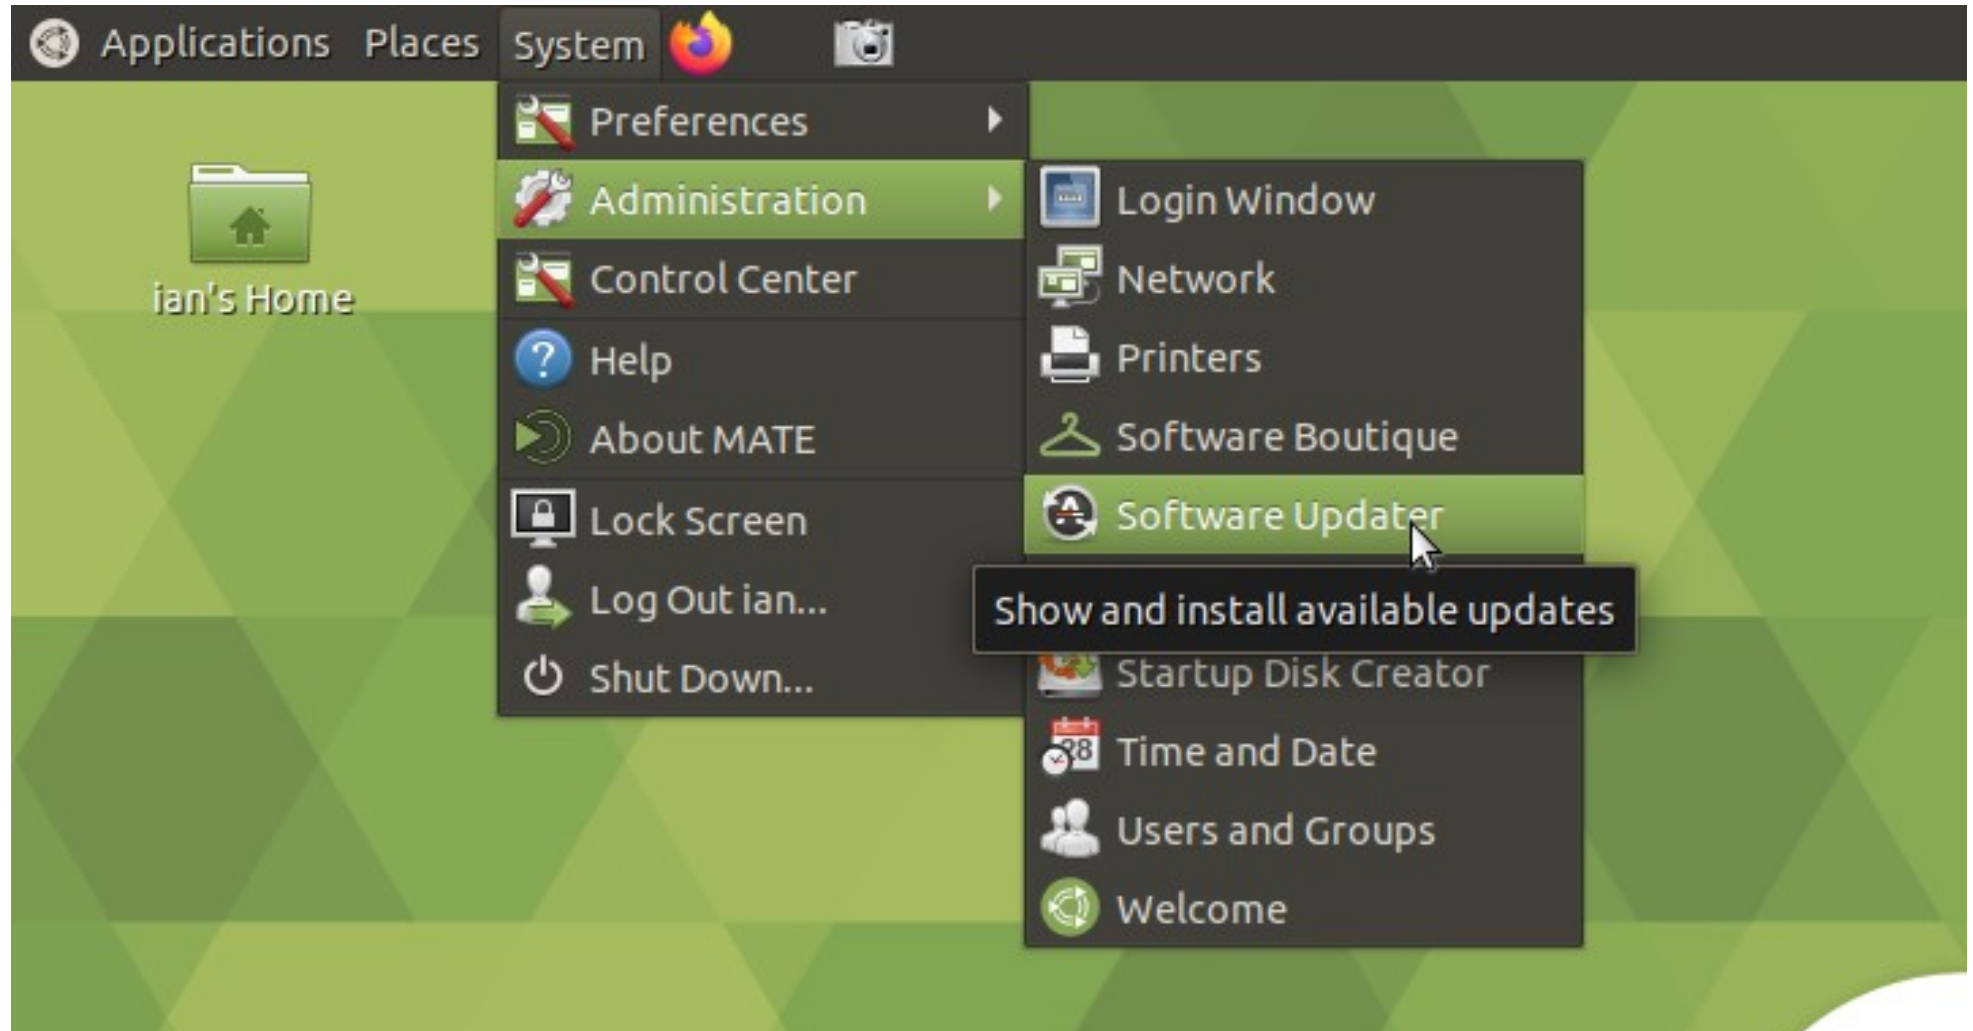 Applications Places System
Preferences
Administration
Control Center
Help
About MATE
Lock Screen
Log Out ian...
Shut Down...
Login Window
Network
Printers
Software Boutique
Software Updater
Show and install available updates
Startup Disk Creator
28
Time and Date
Users and Groups
Welcome
ian's Home